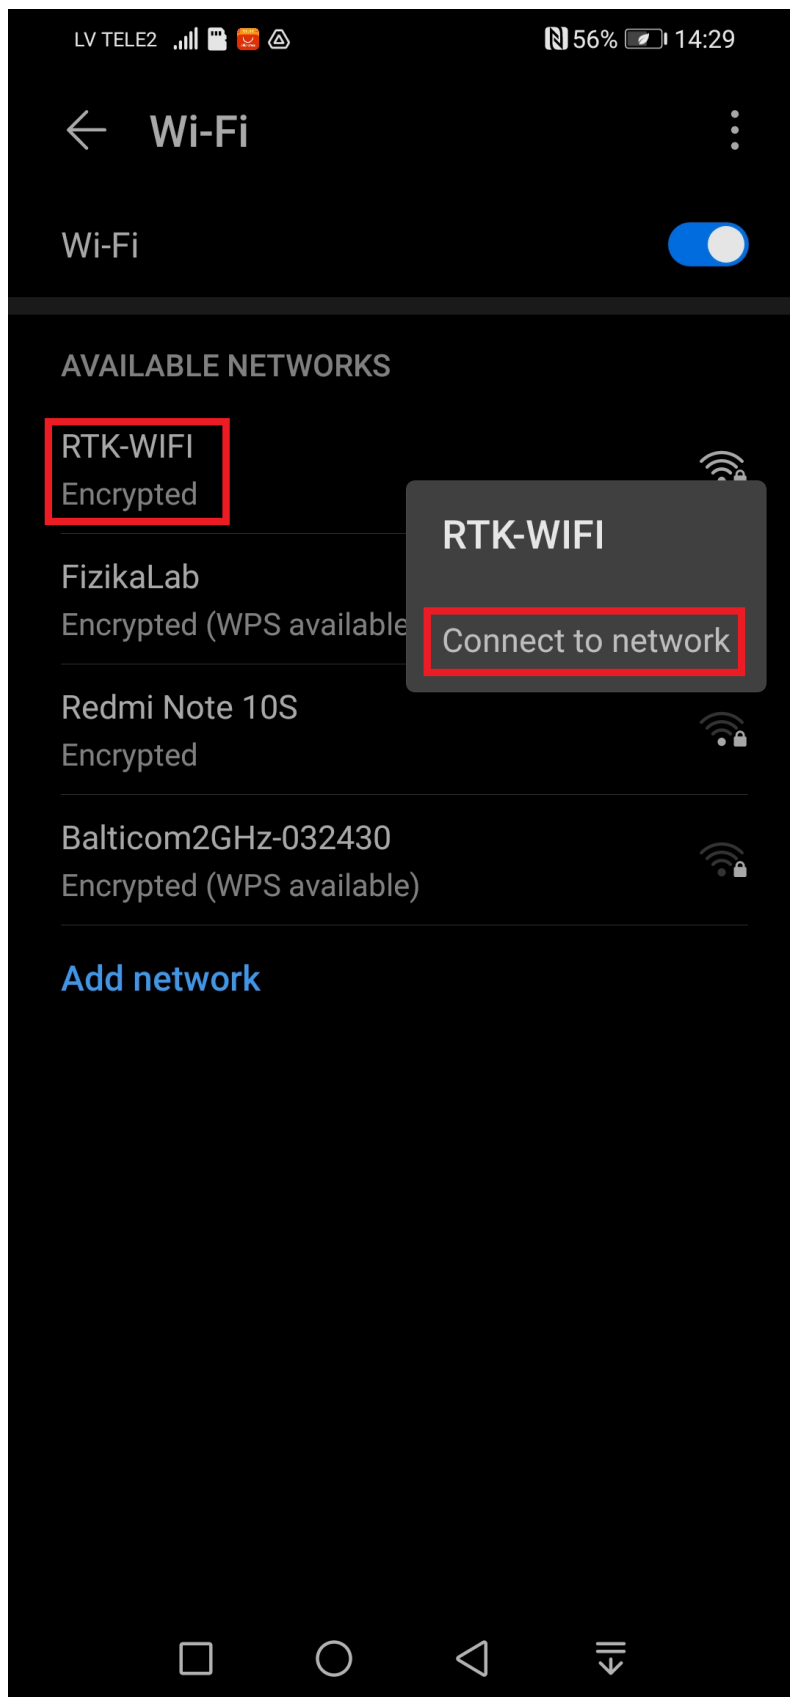 LV TELE2 56% 14:29
Wi-Fi
Wi-Fi
AVAILABLE NETWORKS
RTK-WIFI
Encrypted
RTK-WIFI
Connect to network
FizikaLab
Encrypted (WPS available
Redmi Note 10S
Encrypted
Balticom2GHz-032430
Encrypted (WPS available)
Add network